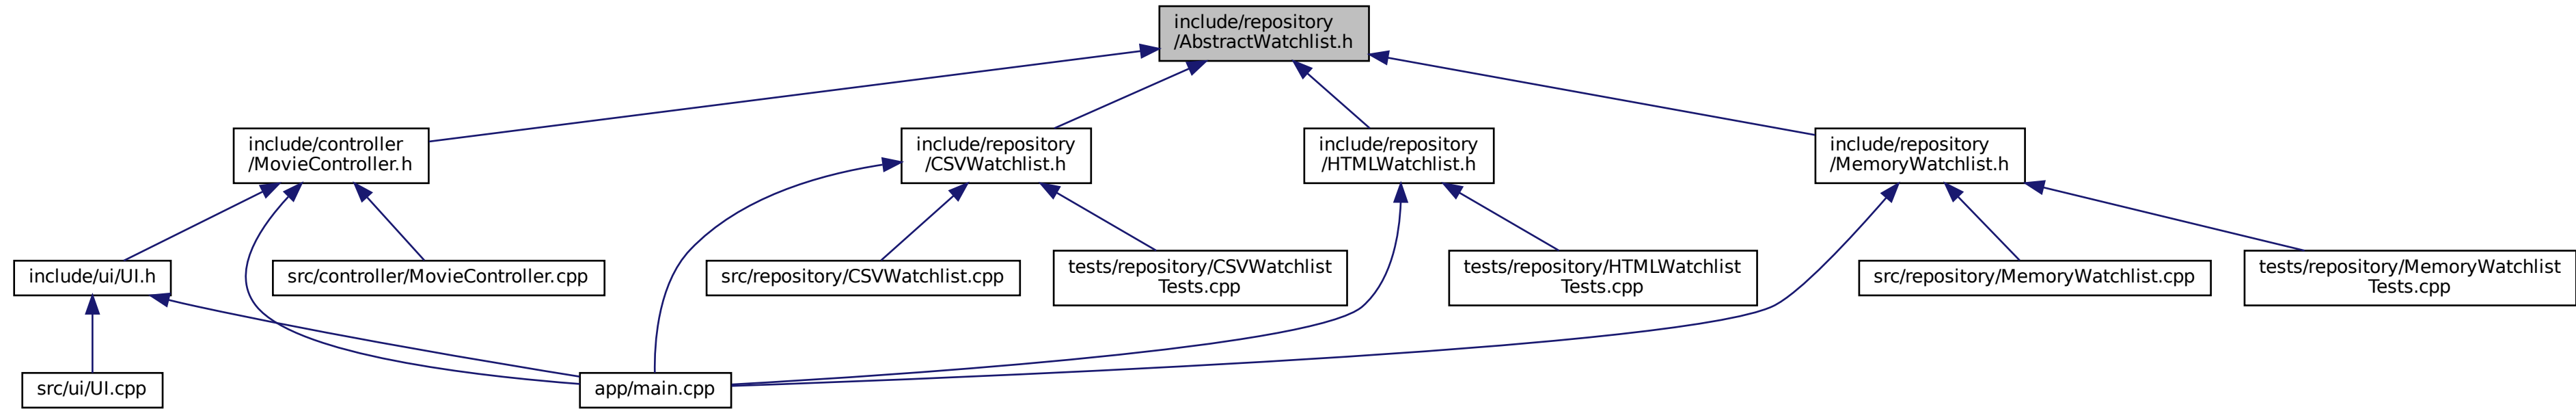 include/repository
/AbstractWatchlist.h
include/controller
/MovieController.h
include/repository
/CSVWatchlist.h
include/repository
/HTMLWatchlist.h
include/repository
/MemoryWatchlist.h
include/ui/UI.h
src/controller/MovieController.cpp
src/repository/CSVWatchlist.cpp
tests/repository/CSVWatchlist
Tests.cpp
tests/repository/HTMLWatchlist
Tests.cpp
src/repository/MemoryWatchlist.cpp
tests/repository/MemoryWatchlist
Tests.cpp
src/ui/UI.cpp
app/main.cpp